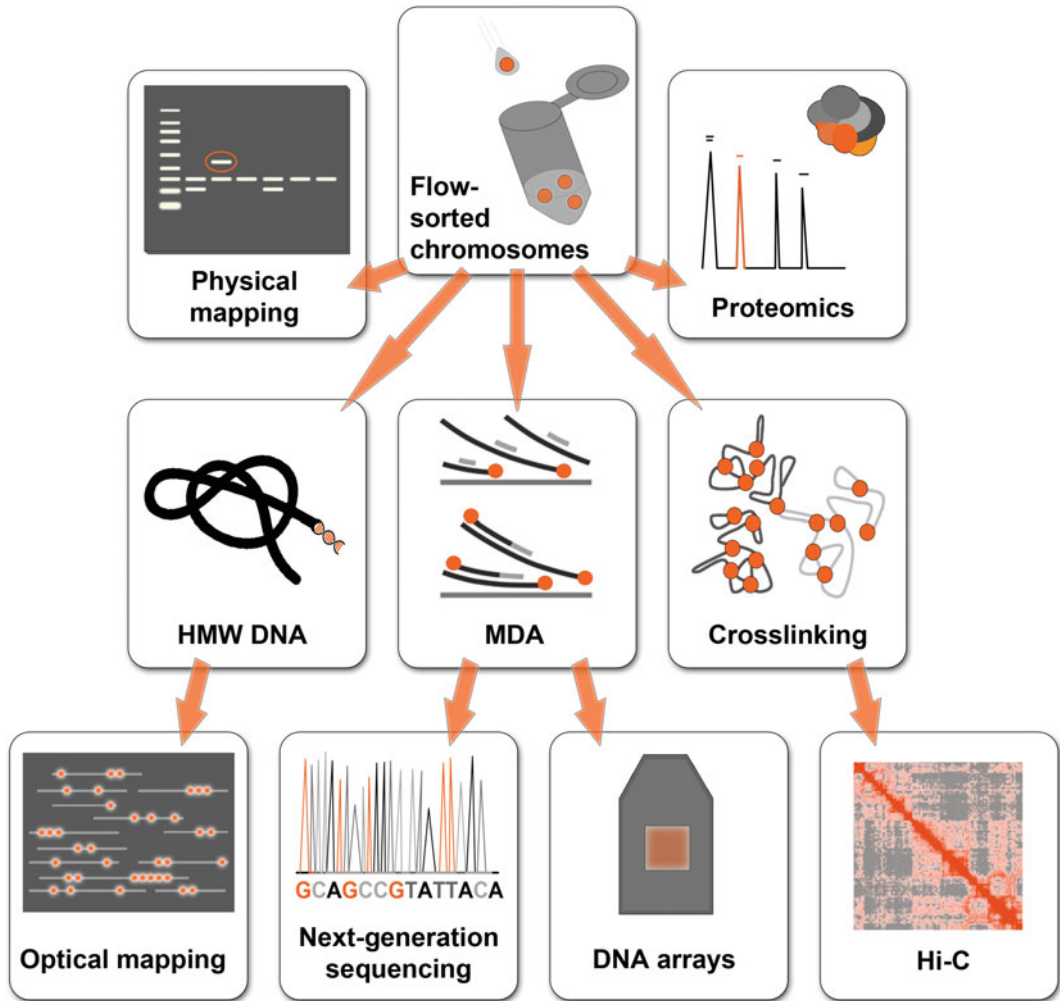 Flow-
sorted
chromosomes
Physical
mapping
Proteomics
HMW DNA
MDA
Crosslinking
GCAGCCGTATTACA
Optical mapping
Next-generation
sequencing
DNA arrays
Hi-C